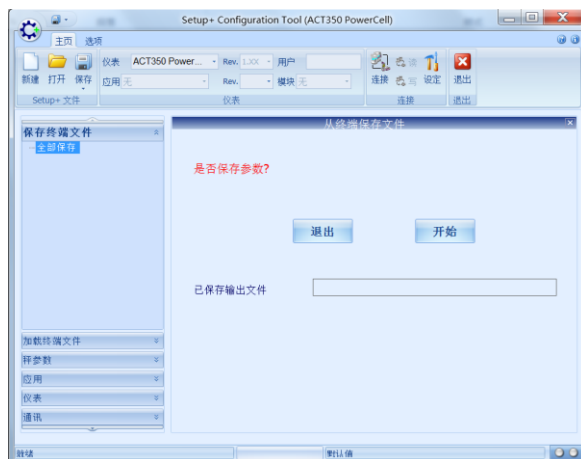 Setup+ Configuration Tool (ACT350 PowerCell)
主页 选项
新建 打开 保存
仪表 ACT350 Power... Rev. 1.XX 用户
应用 无 Rev. 模块 无
连接 读 写 设定 退出
Setup+ 文件 仪表 连接 退出
保存终端文件
全部保存
从终端保存文件
是否保存参数?
退出 开始
已保存输出文件
加载终端文件
秤参数
应用
仪表
通讯
就绪 默认值